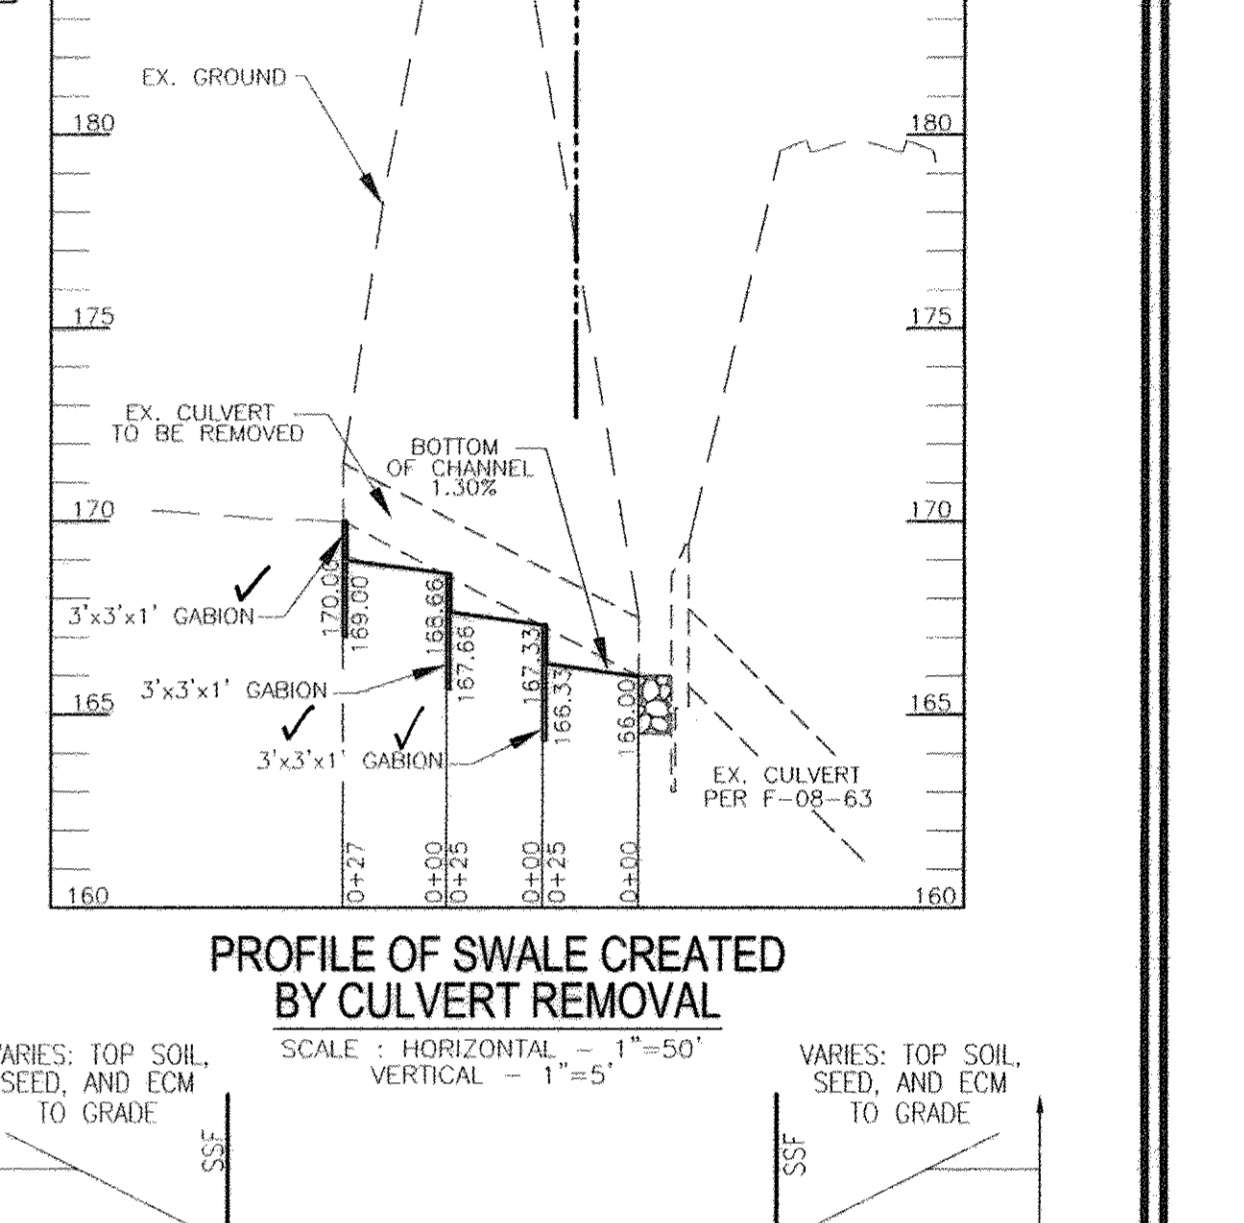 EX. GROUND
180
180
175
175
EX. CULVERT
TO BE REMOVED
BOTTOM
OF CHANNEL
1.30%
170
170
170.00
169.00
168.66
167.66
167.33
166.33
166.00
3'x3'x1' GABION
3'x3'x1' GABION
3'x3'x1' GABION
165
165
EX. CULVERT
PER F-08-63
0+27
0+00
0+25
0+00
0+25
0+00
160
160
PROFILE OF SWALE CREATED
BY CULVERT REMOVAL
SCALE : HORIZONTAL - 1"=50'
VERTICAL - 1"=5'
VARIES: TOP SOIL,
SEED, AND ECM
TO GRADE
SSF
VARIES: TOP SOIL,
SEED, AND ECM
TO GRADE
SSF